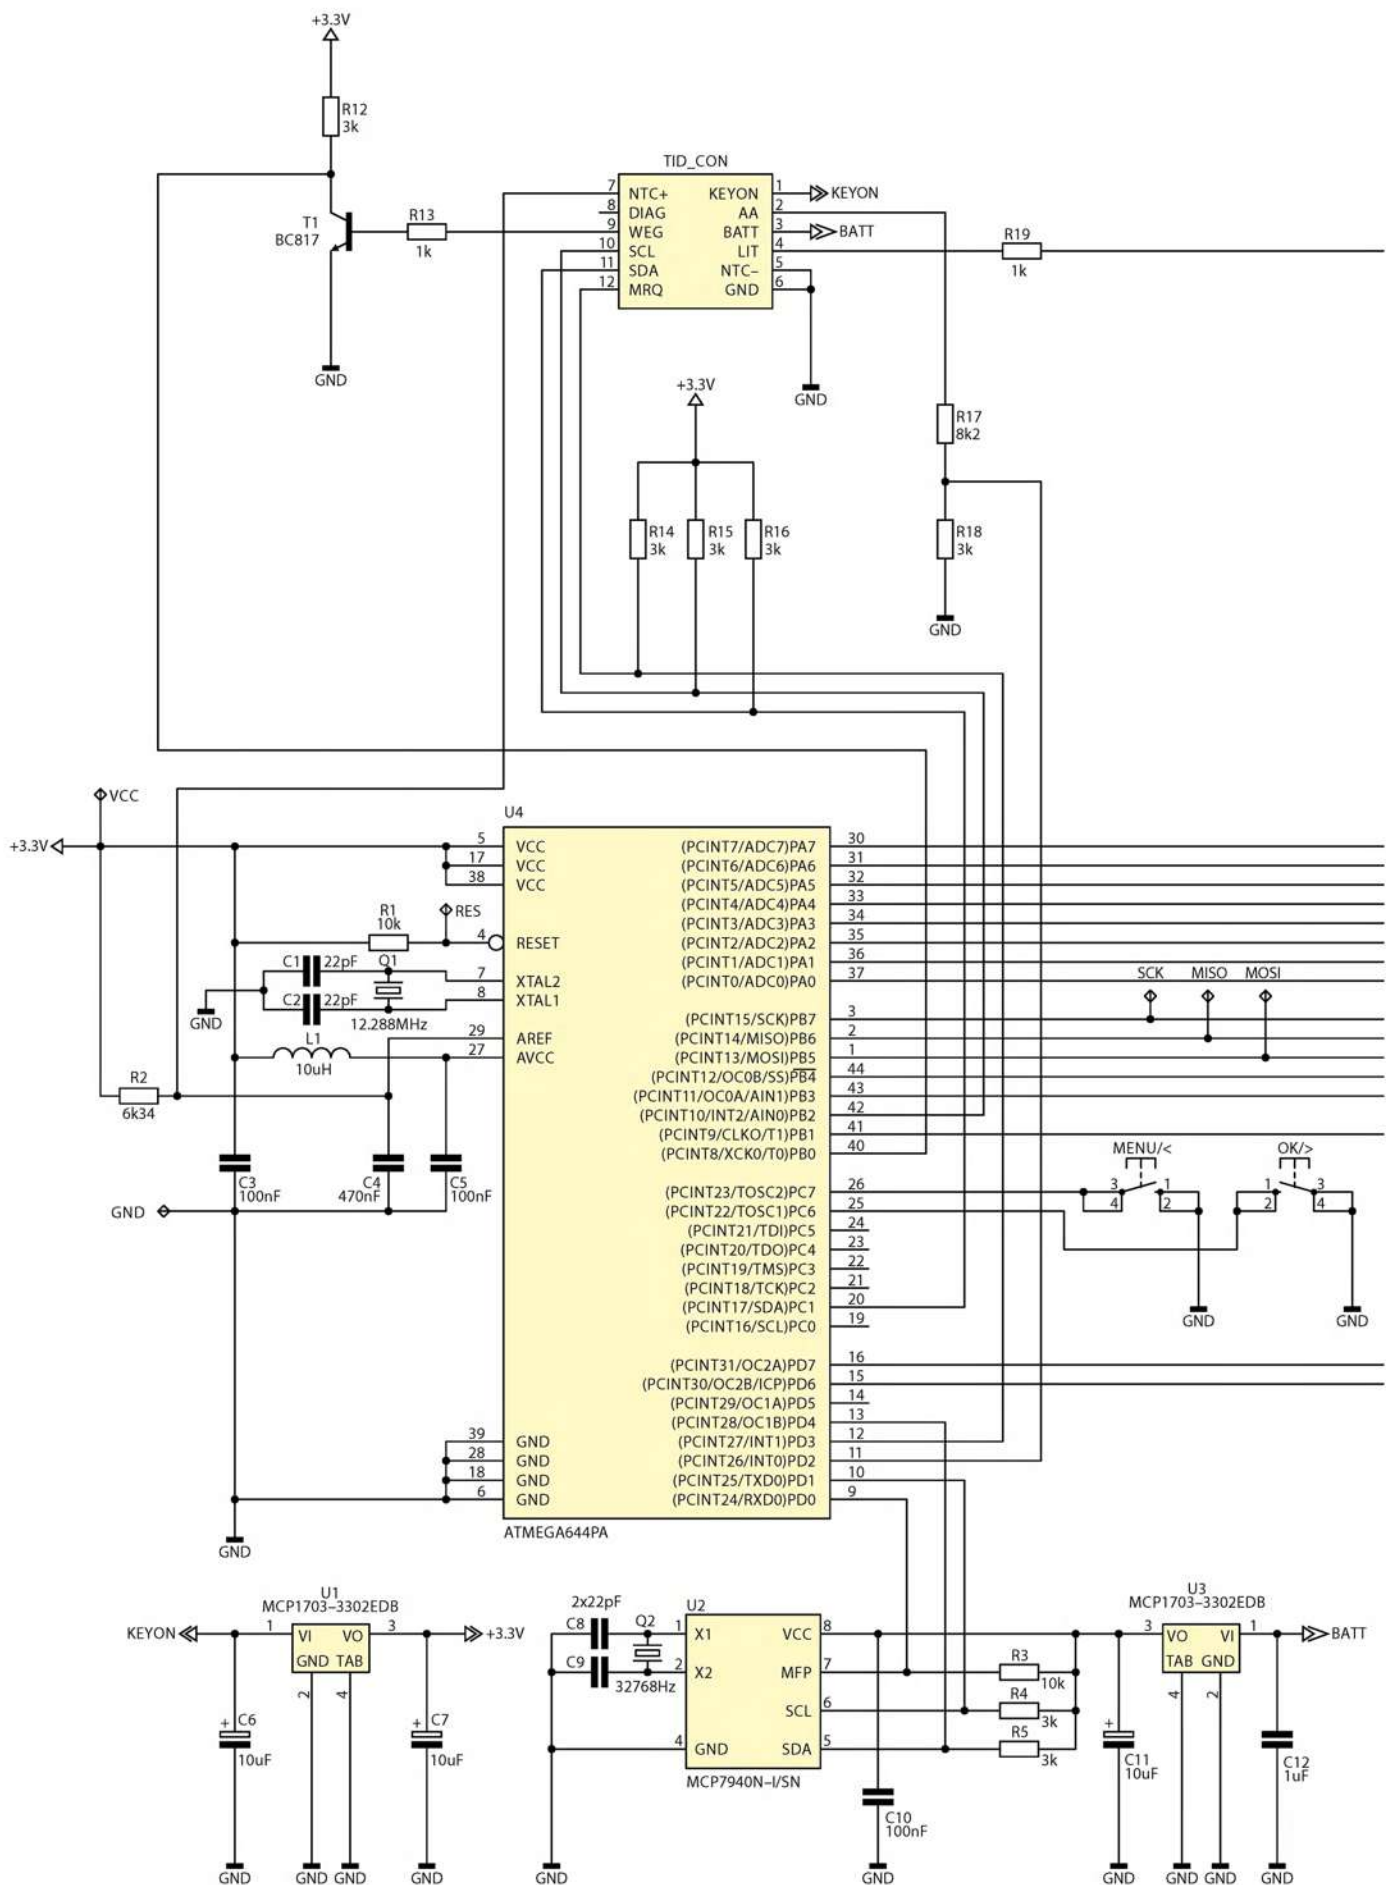 +3.3V
R12
3k
T1
BC817
R13
1k
TID_CON
7 NTC+ KEYON 1 KEYON
8 DIAG AA 2
9 WEG BATT 3 BATT
10 SCL LIT 4
11 SDA NTC– 5
12 MRQ GND 6
R19
1k
GND
GND
+3.3V
R17
8k2
R14
3k
R15
3k
R16
3k
R18
3k
GND
VCC
+3.3V
U4
5 VCC (PCINT7/ADC7)PA7 30
17 VCC (PCINT6/ADC6)PA6 31
38 VCC (PCINT5/ADC5)PA5 32
(PCINT4/ADC4)PA4 33
(PCINT3/ADC3)PA3 34
R1
10k
RES
4 RESET (PCINT2/ADC2)PA2 35
(PCINT1/ADC1)PA1 36
C1 22pF Q1
7 XTAL2 (PCINT0/ADC0)PA0 37
C2 22pF
8 XTAL1
GND
12.288MHz
SCK MISO MOSI
(PCINT15/SCK)PB7 3
29 AREF (PCINT14/MISO)PB6 2
L1
10uH
27 AVCC (PCINT13/MOSI)PB5 1
(PCINT12/OC0B/SS)PB4 44
R2
6k34
(PCINT11/OC0A/AIN1)PB3 43
(PCINT10/INT2/AIN0)PB2 42
(PCINT9/CLKO/T1)PB1 41
(PCINT8/XCK0/T0)PB0 40
C3
100nF
C4
470nF
C5
100nF
GND
MENU/<
OK/>
(PCINT23/TOSC2)PC7 26
3 1 1 3
(PCINT22/TOSC1)PC6 25
4 2 2 4
(PCINT21/TDI)PC5 24
(PCINT20/TDO)PC4 23
(PCINT19/TMS)PC3 22
(PCINT18/TCK)PC2 21
(PCINT17/SDA)PC1 20
(PCINT16/SCL)PC0 19
GND GND
(PCINT31/OC2A)PD7 16
(PCINT30/OC2B/ICP)PD6 15
(PCINT29/OC1A)PD5 14
(PCINT28/OC1B)PD4 13
39 GND (PCINT27/INT1)PD3 12
28 GND (PCINT26/INT0)PD2 11
18 GND (PCINT25/TXD0)PD1 10
6 GND (PCINT24/RXD0)PD0 9
ATMEGA644PA
GND
U1
MCP1703–3302EDB
KEYON 1 VI VO 3 +3.3V
GND TAB
2 4
C6
10uF
C7
10uF
GND GND GND GND
2x22pF
C8 Q2
C9
32768Hz
U2
1 X1 VCC 8
2 X2 MFP 7
SCL 6
4 GND SDA 5
MCP7940N–I/SN
R3
10k
R4
3k
R5
3k
C10
100nF
GND GND
U3
MCP1703–3302EDB
3 VO VI 1 BATT
TAB GND
4 2
C11
10uF
C12
1uF
GND GND GND GND